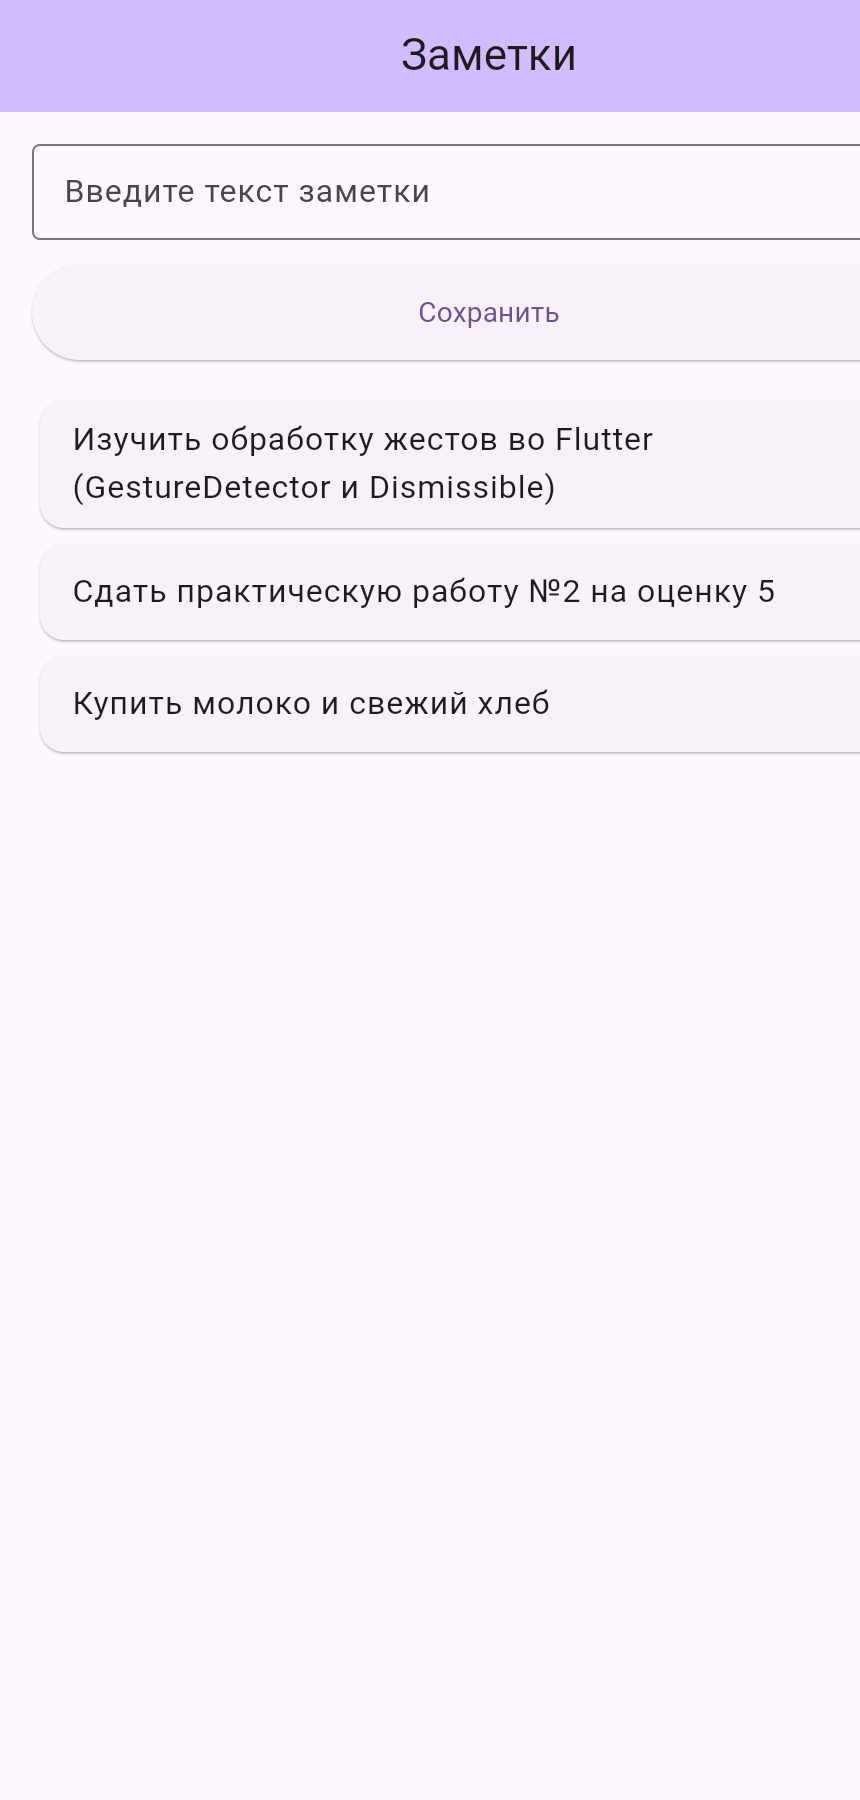 Заметки
Введите текст заметки
Сохранить
Изучить обработку жестов во Flutter
(GestureDetector и Dismissible)
Сдать практическую работу №2 на оценку 5
Купить молоко и свежий хлеб